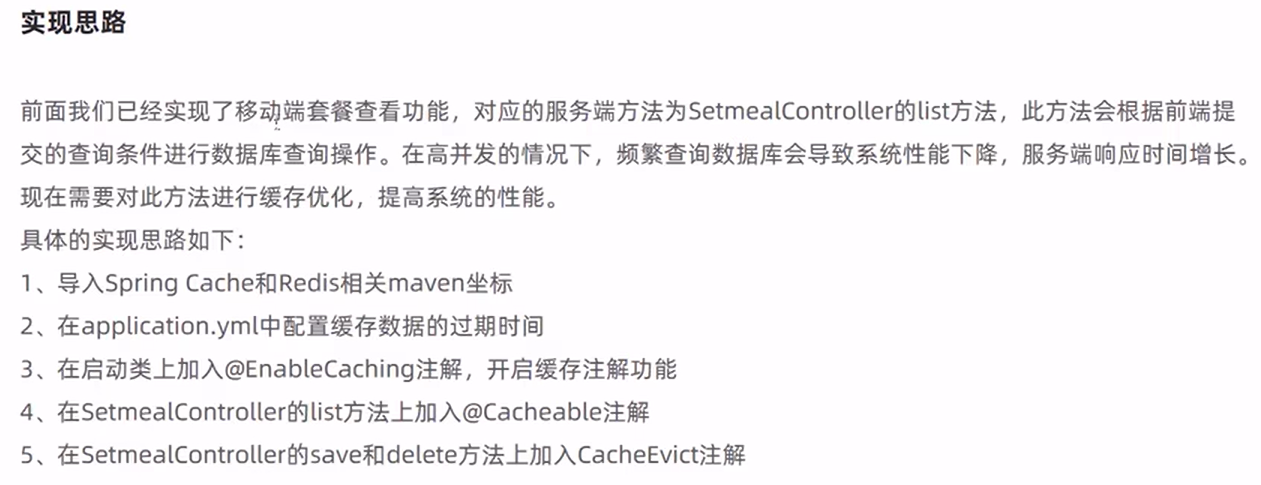 实现思路
前面我们已经实现了移动端套餐查看功能，对应的服务端方法为SetmealController的list方法，此方法会根据前端提
交的查询条件进行数据库查询操作。在高并发的情况下，频繁查询数据库会导致系统性能下降，服务端响应时间增长。
现在需要对此方法进行缓存优化，提高系统的性能。
具体的实现思路如下：
1、导入Spring Cache和Redis相关maven坐标
2、在application.yml中配置缓存数据的过期时间
3、在启动类上加入@EnableCaching注解，开启缓存注解功能
4、在SetmealController的list方法上加入@Cacheable注解
5、在SetmealController的save和delete方法上加入CacheEvict注解